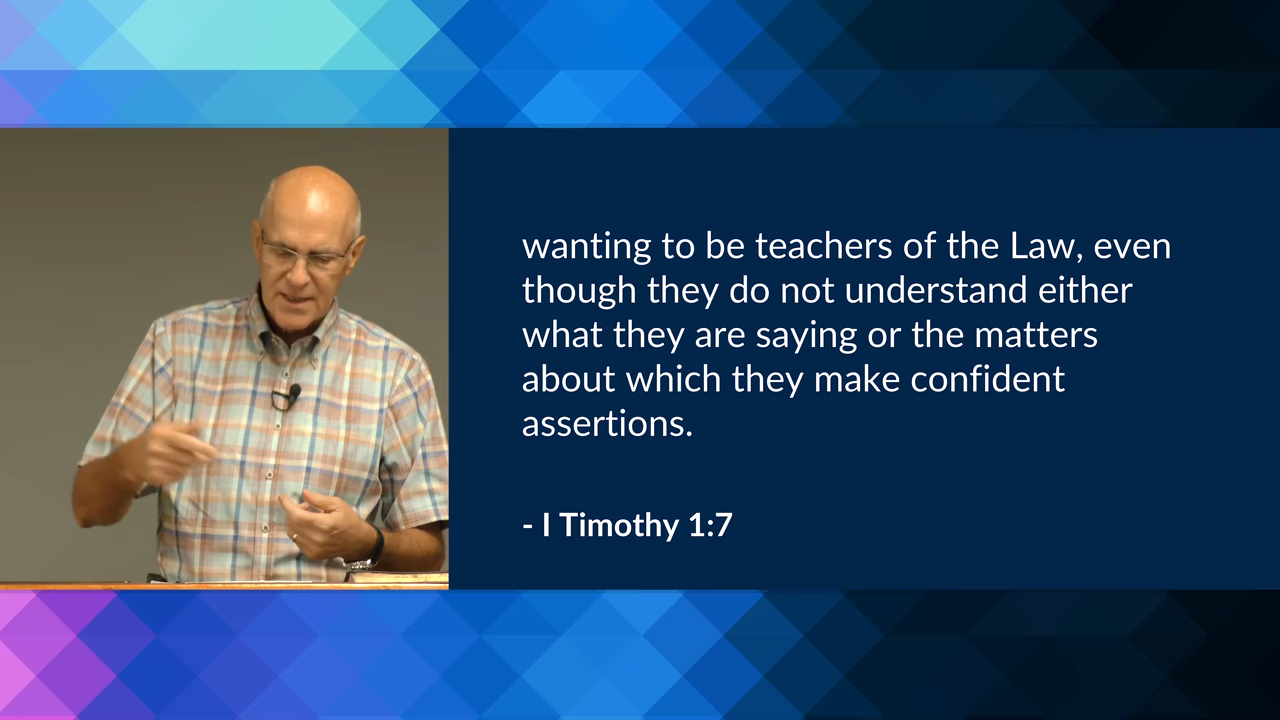 wanting to be teachers of the Law, even
though they do not understand either
what they are saying or the matters
about which they make confident
assertions.
- I Timothy 1:7